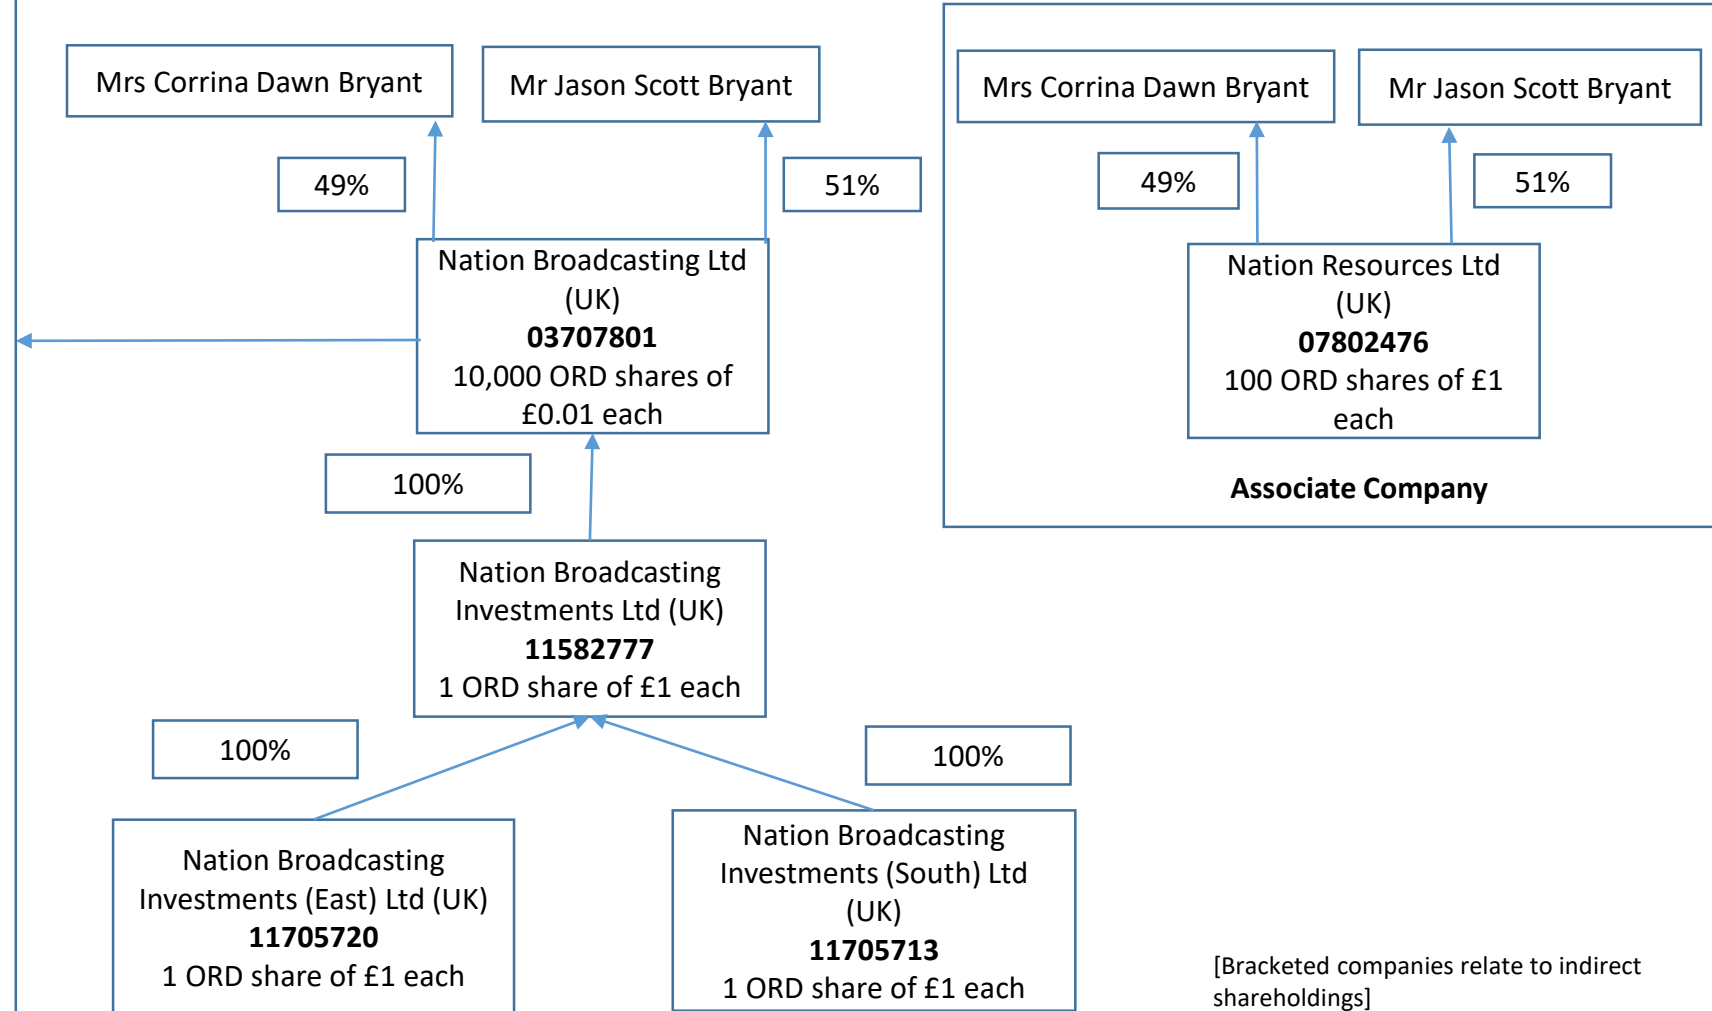 Mrs Corrina Dawn Bryant
Mr Jason Scott Bryant
49%
51%
Nation Broadcasting Ltd
(UK)
03707801
10,000 ORD shares of
£0.01 each
100%
Nation Broadcasting
Investments Ltd (UK)
11582777
1 ORD share of £1 each
100%
100%
Nation Broadcasting
Investments (East) Ltd (UK)
11705720
1 ORD share of £1 each
Nation Broadcasting
Investments (South) Ltd
(UK)
11705713
1 ORD share of £1 each
Mrs Corrina Dawn Bryant
Mr Jason Scott Bryant
49%
51%
Nation Resources Ltd
(UK)
07802476
100 ORD shares of £1
each
Associate Company
[Bracketed companies relate to indirect
shareholdings]